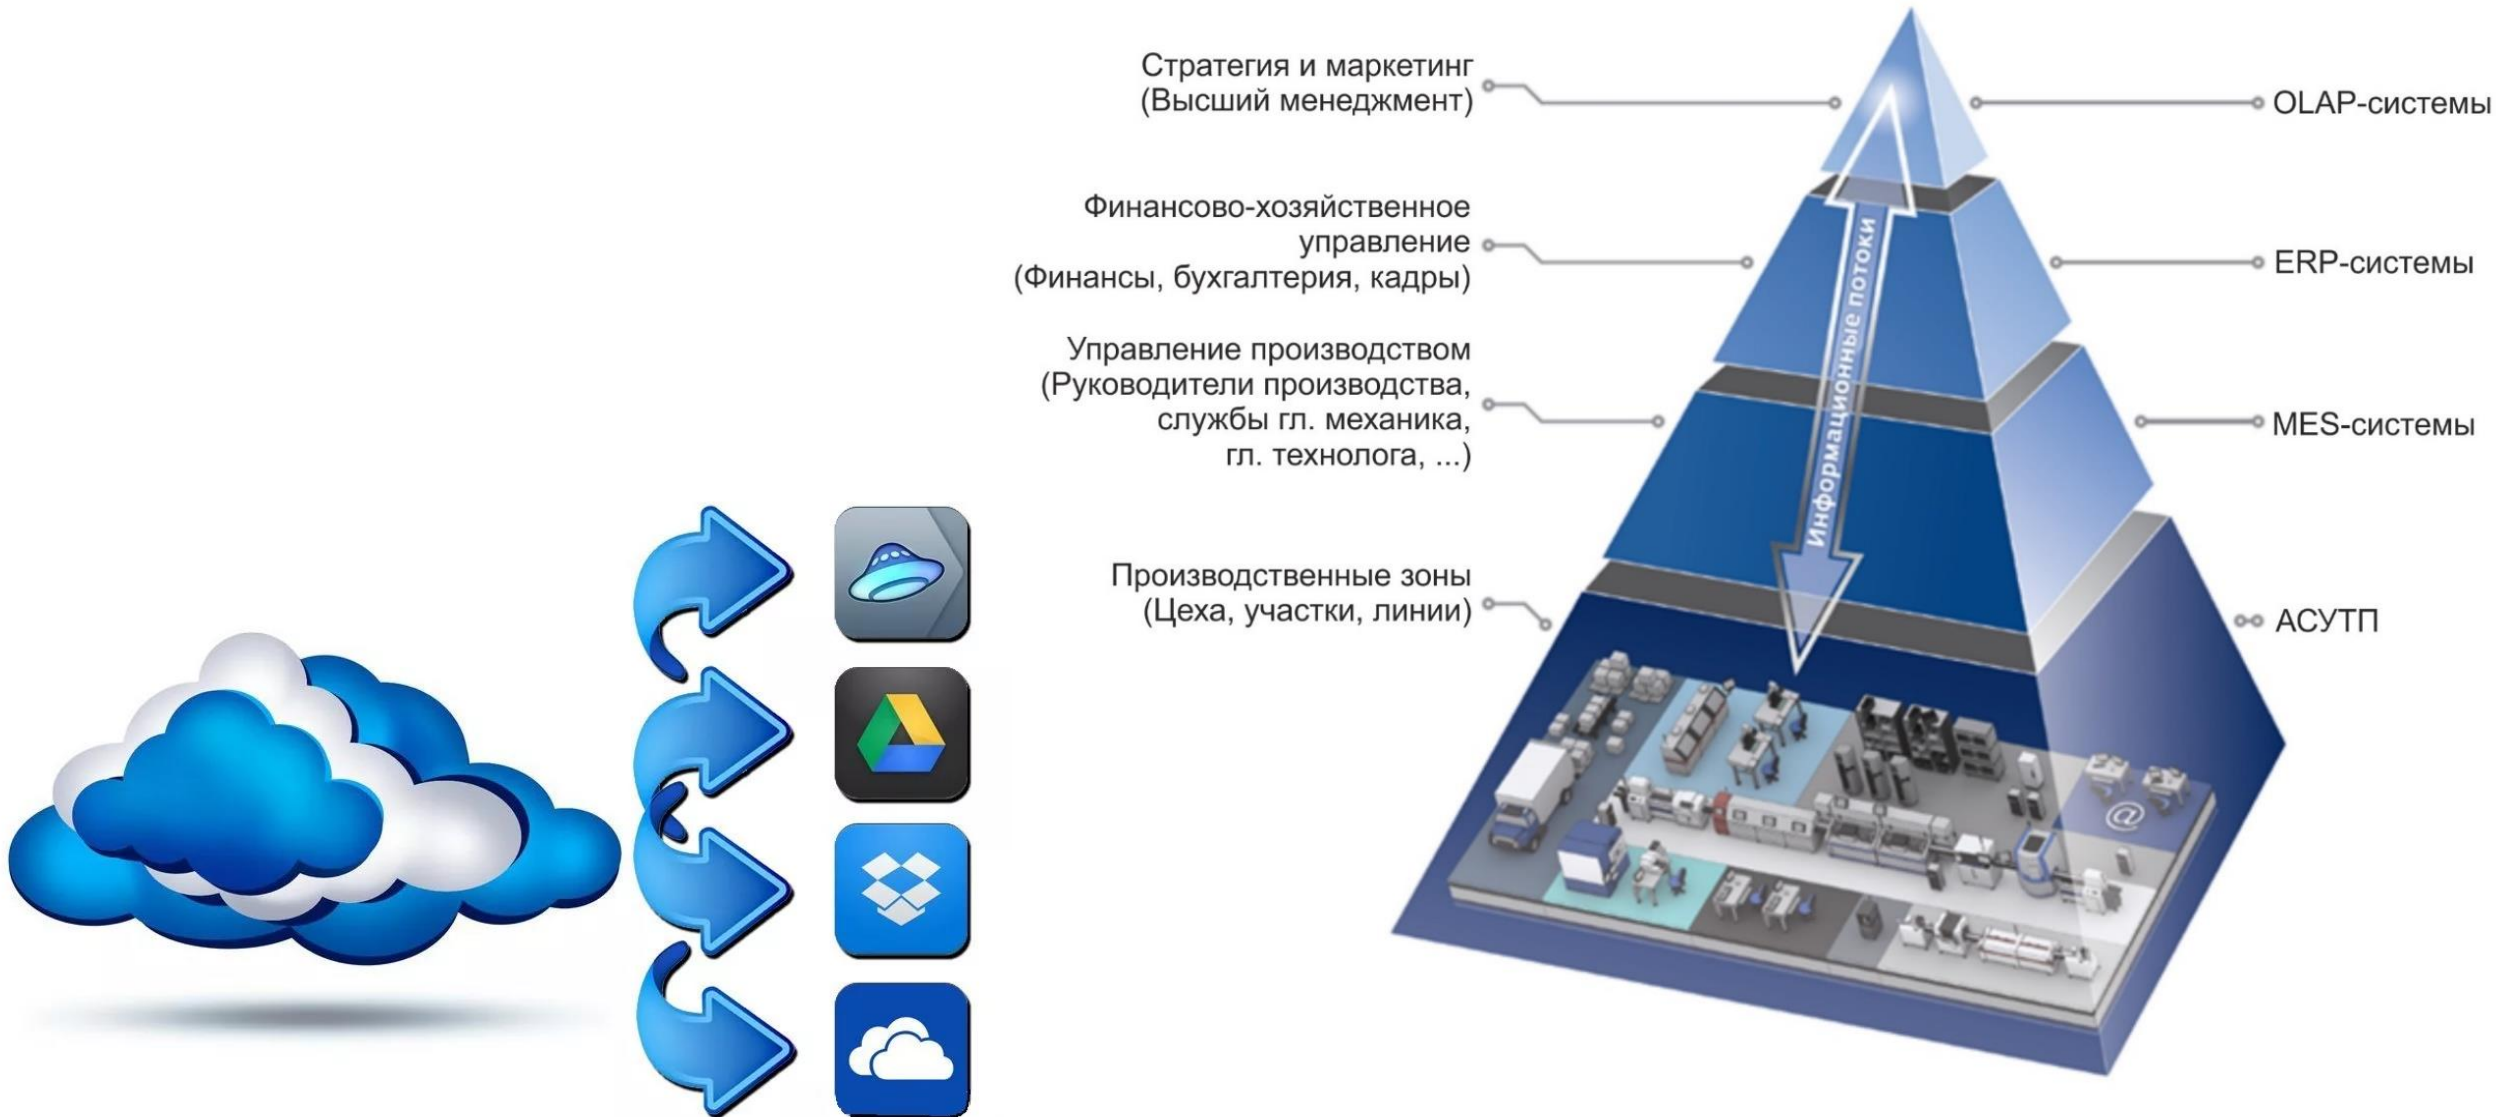 Стратегия и маркетинг
(Высший менеджмент)
OLAP-системы
Финансово-хозяйственное
управление
(Финансы, бухгалтерия, кадры)
ERP-системы
Управление производством
(Руководители производства,
службы гл. механика,
гл. технолога, ...)
MES-системы
Производственные зоны
(Цеха, участки, линии)
АСУТП
Информационные потоки
@